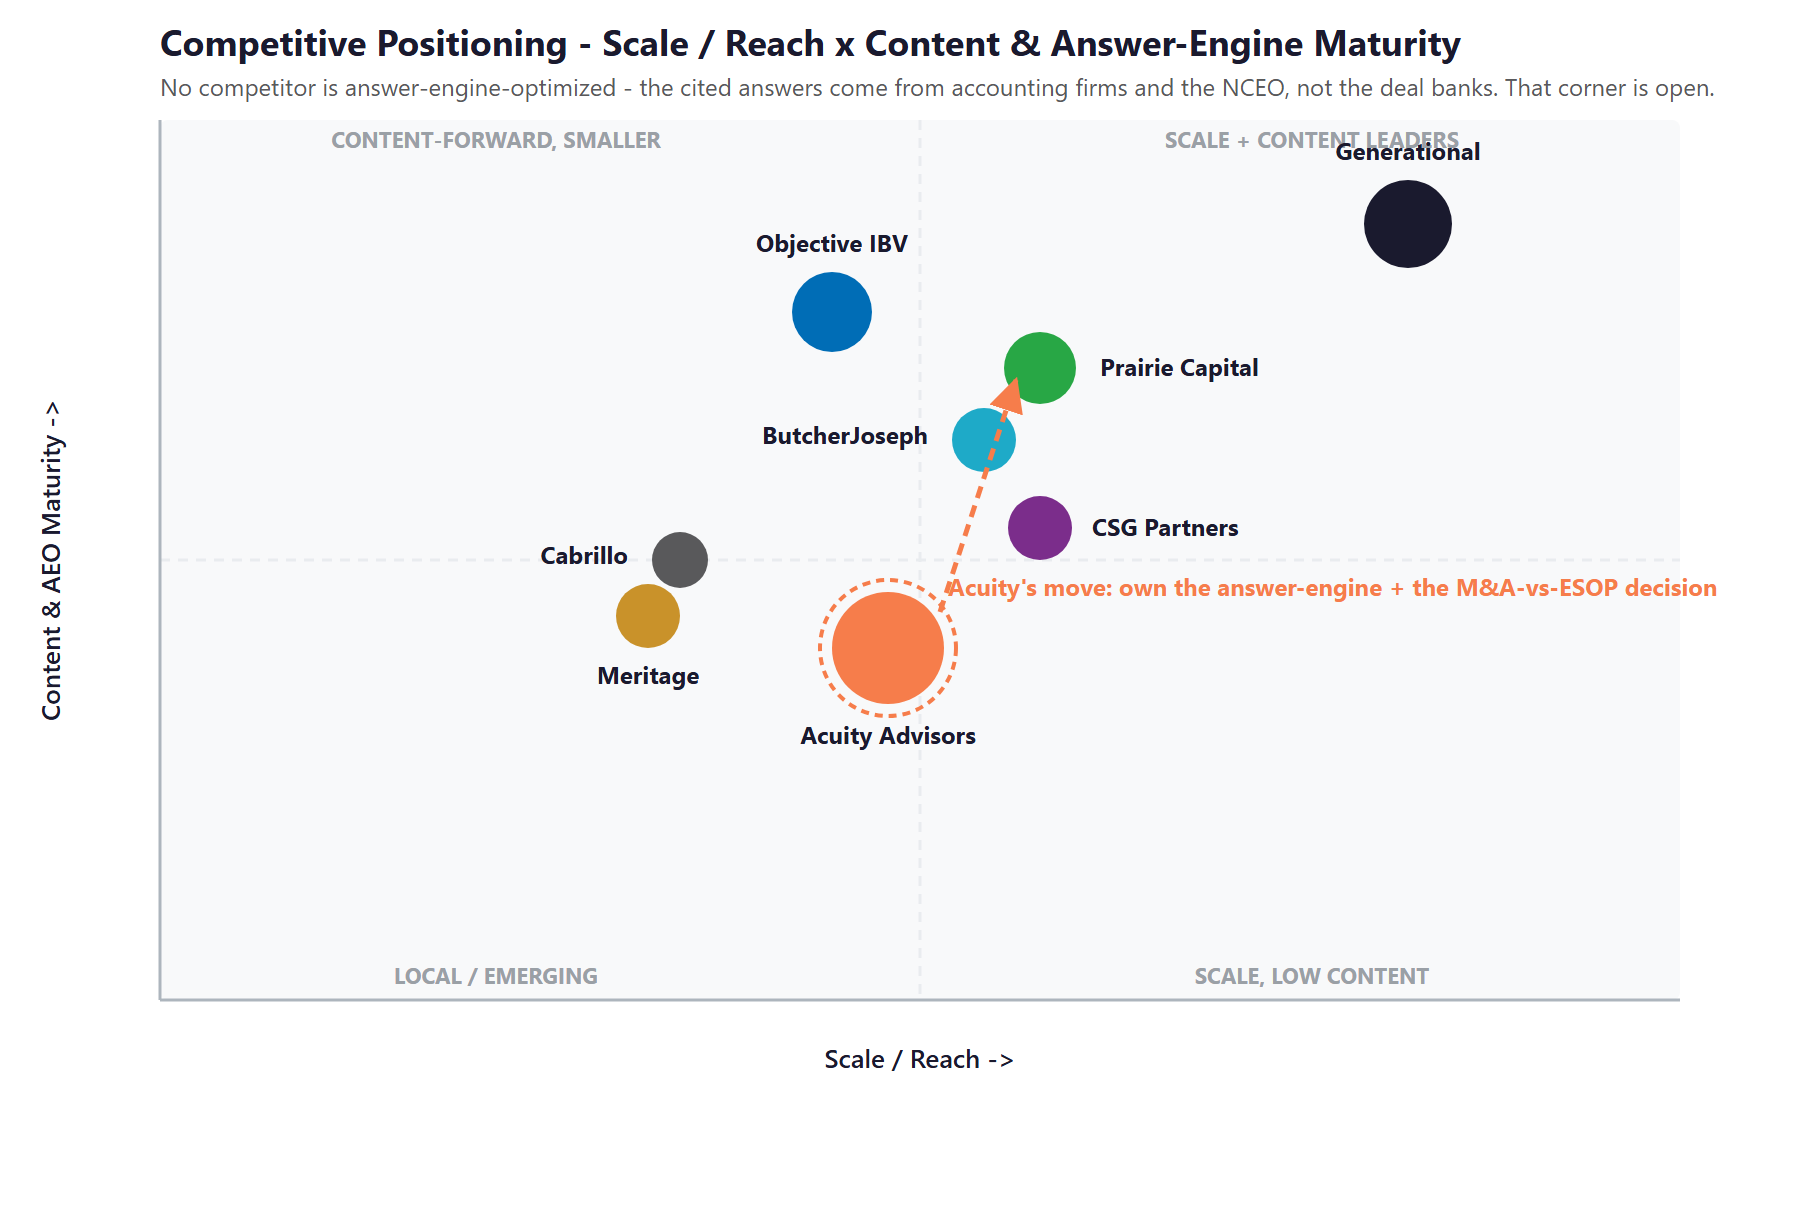 Competitive Positioning - Scale / Reach x Content & Answer-Engine Maturity
No competitor is answer-engine-optimized - the cited answers come from accounting firms and the NCEO, not the deal banks. That corner is open.
CONTENT-FORWARD, SMALLER
SCALE + CONTENT LEADERS
Generational
Objective IBV
Prairie Capital
ButcherJoseph
CSG Partners
Cabrillo
Acuity's move: own the answer-engine + the M&A-vs-ESOP decision
Meritage
Acuity Advisors
Content & AEO Maturity ->
LOCAL / EMERGING
SCALE, LOW CONTENT
Scale / Reach ->